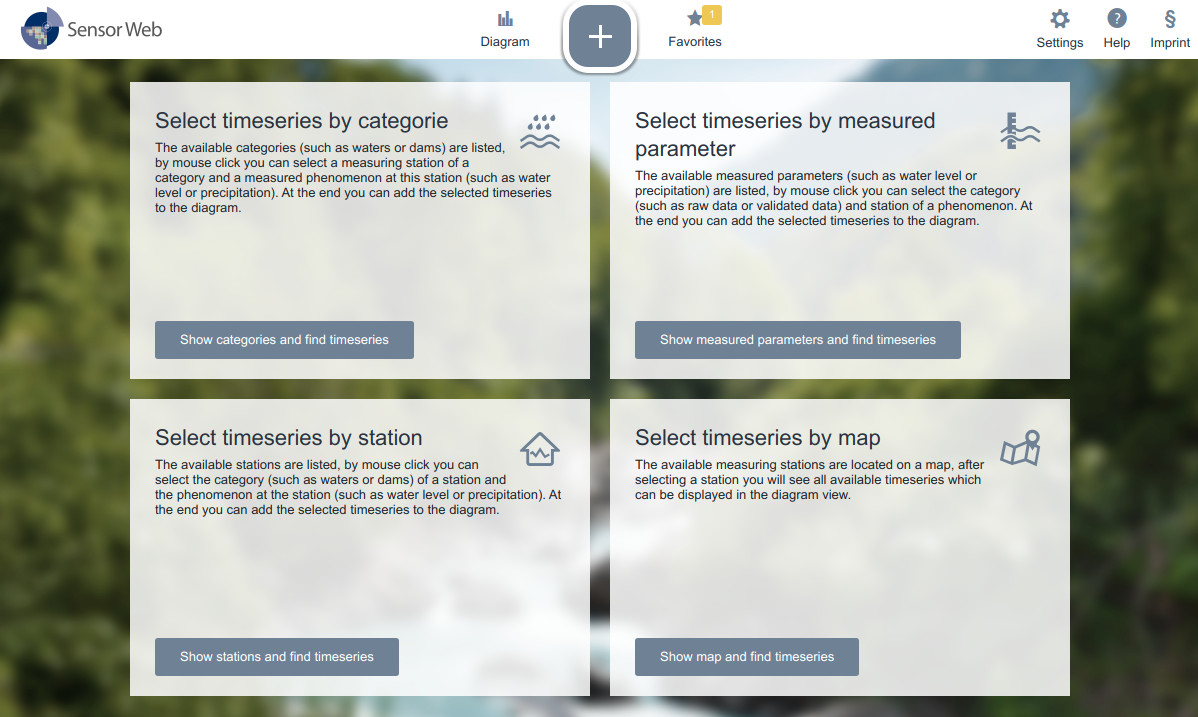 Sensor Web
Diagram
+
1
Favorites
Settings
?
Help
§
Imprint
Select timeseries by categorie
The available categories (such as waters or dams) are listed,
by mouse click you can select a measuring station of a
category and a measured phenomenon at this station (such as water
level or precipitation). At the end you can add the selected timeseries
to the diagram.
Show categories and find timeseries
Select timeseries by measured
parameter
The available measured parameters (such as water level or
precipitation) are listed, by mouse click you can select the category
(such as raw data or validated data) and station of a phenomenon. At
the end you can add the selected timeseries to the diagram.
Show measured parameters and find timeseries
Select timeseries by station
The available stations are listed, by mouse click you can
select the category (such as waters or dams) of a station and
the phenomenon at the station (such as water level or precipitation). At
the end you can add the selected timeseries to the diagram.
Show stations and find timeseries
Select timeseries by map
The available measuring stations are located on a map, after
selecting a station you will see all available timeseries which
can be displayed in the diagram view.
Show map and find timeseries